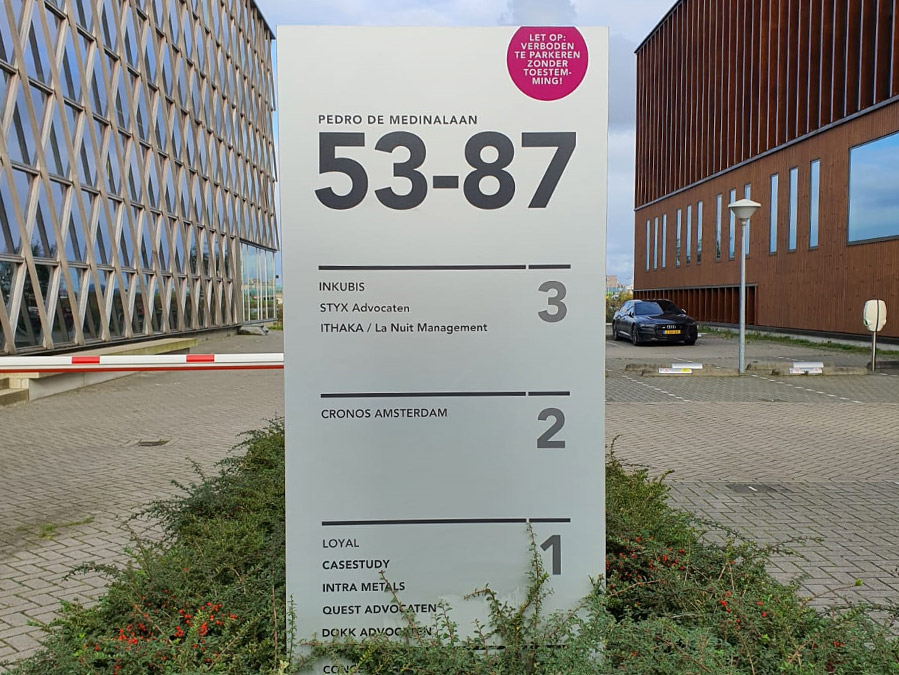 LET OP:
VERBODEN
TE PARKEREN
ZONDER
TOESTEM-
MING!
PEDRO DE MEDINALAAN
53-87
INKUBIS
3
STYX Advocaten
ITHAKA / La Nuit Management
CRONOS AMSTERDAM
2
LOYAL
1
CASESTUDY
INTRA METALS
QUEST ADVOCATEN
DOKK ADVOCATEN